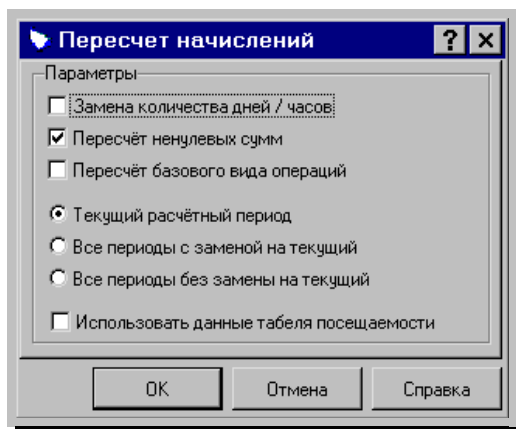 Пересчет начислений
Параметры
Замена количества дней / часов
Пересчёт ненулевых сумм
Пересчёт базового вида операций
Текущий расчётный период
Все периоды с заменой на текущий
Все периоды без замены на текущий
Использовать данные табеля посещаемости
OK Отмена Справка